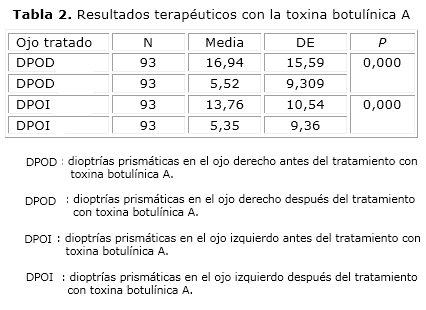 Tabla 2. Resultados terapéuticos con la toxina botulínica A
Ojo tratado N Media DE P
DPOD 93 16,94 15,59 0,000
DPOD 93 5,52 9,309
DPOI 93 13,76 10,54 0,000
DPOI 93 5,35 9,36
DPOD : dioptrías prismáticas en el ojo derecho antes del tratamiento con
toxina botulínica A.
DPOD : dioptrías prismáticas en el ojo derecho después del tratamiento
con toxina botulínica A.
DPOI : dioptrías prismáticas en el ojo izquierdo antes del tratamiento con
toxina botulínica A.
DPOI : dioptrías prismáticas en el ojo izquierdo después del tratamiento
con toxina botulínica A.